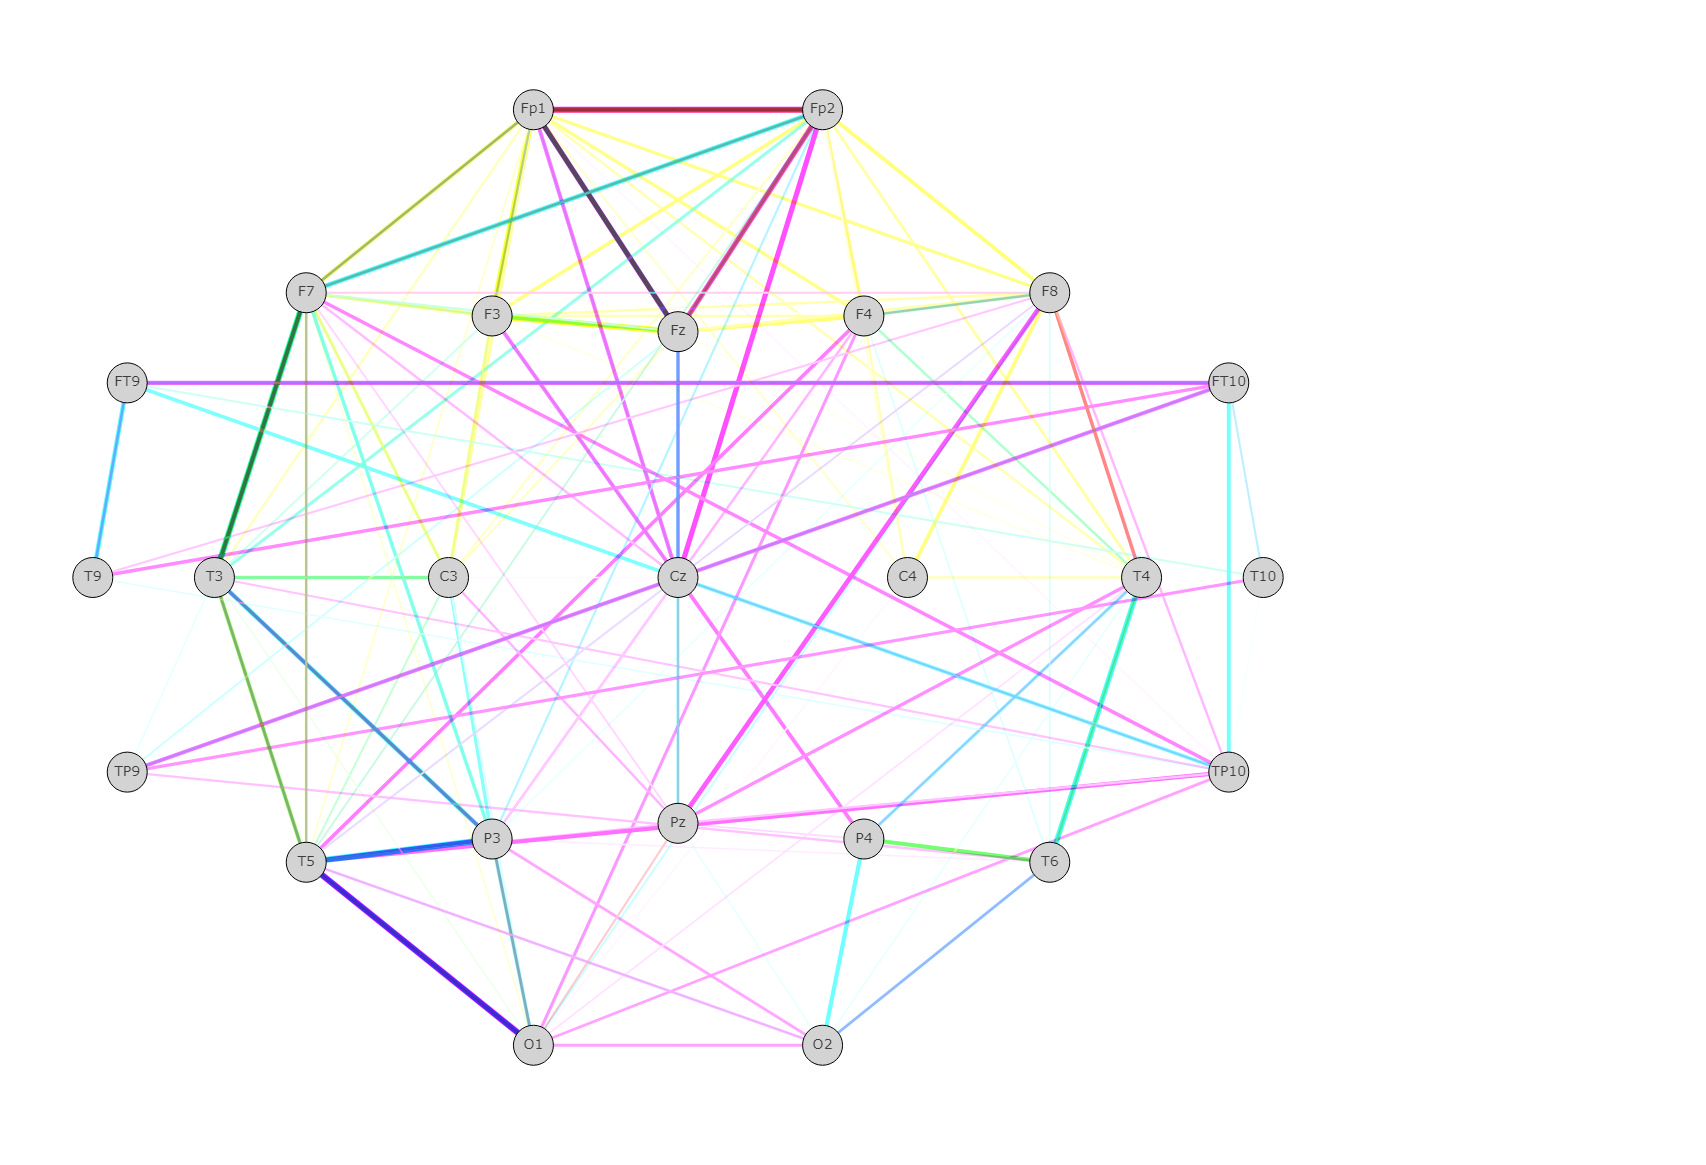 Fp1 Fp2
F7 F8
F3 Fz F4
FT9 FT10
T9 T3 C3 Cz C4 T4 T10
TP9 TP10
Pz
P3 P4
T5 T6
O1 O2